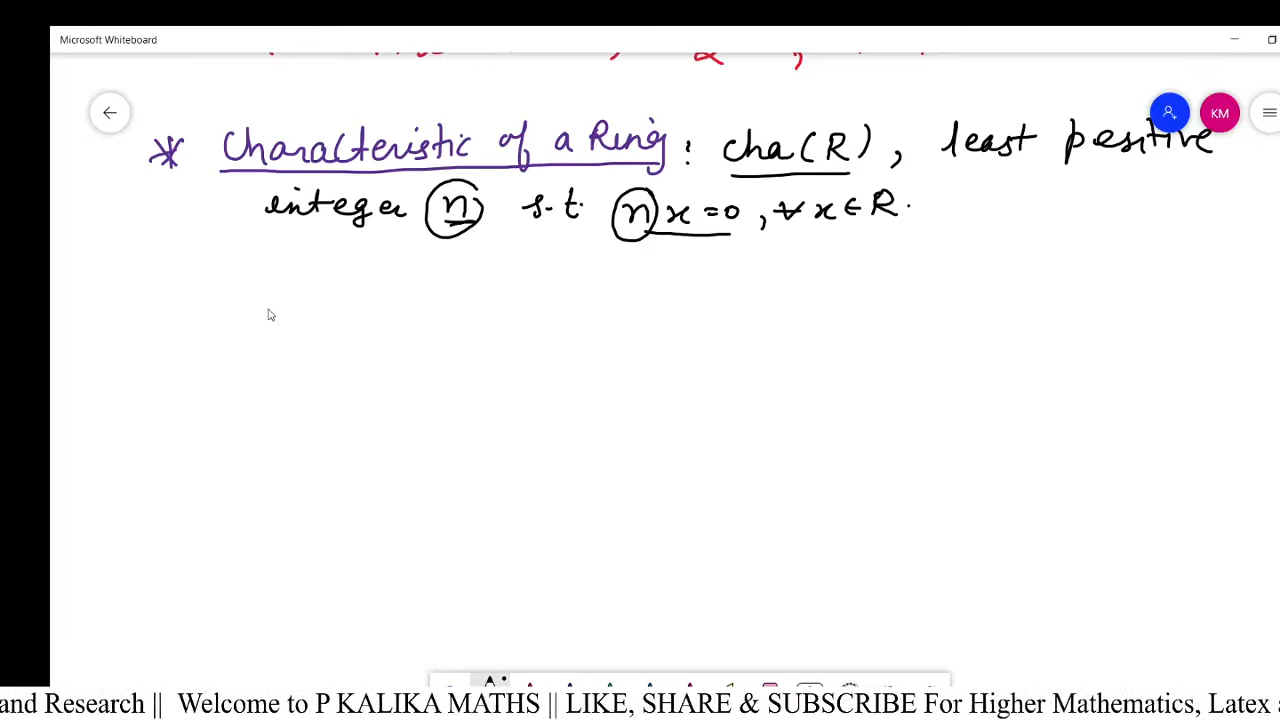 Microsoft Whiteboard
* Characteristic of a Ring : cha(R), least positive
KM
integer n s.t. nx=0, ∀ x ∈ R.
and Research || Welcome to P KALIKA MATHS || LIKE, SHARE & SUBSCRIBE For Higher Mathematics, Latex